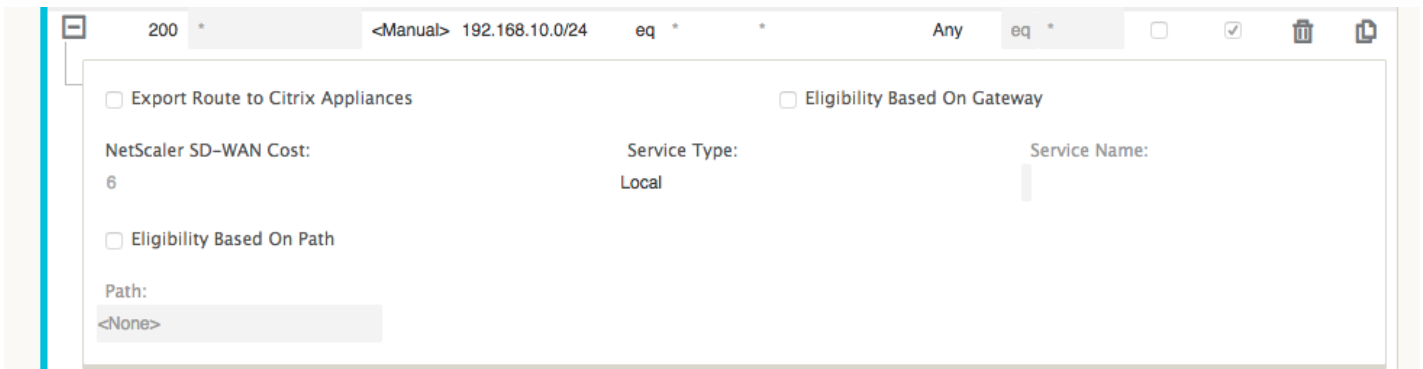 200 * <Manual> 192.168.10.0/24 eq * * Any eq *
Export Route to Citrix Appliances Eligibility Based On Gateway
NetScaler SD-WAN Cost: Service Type: Service Name:
6 Local
Eligibility Based On Path
Path:
<None>